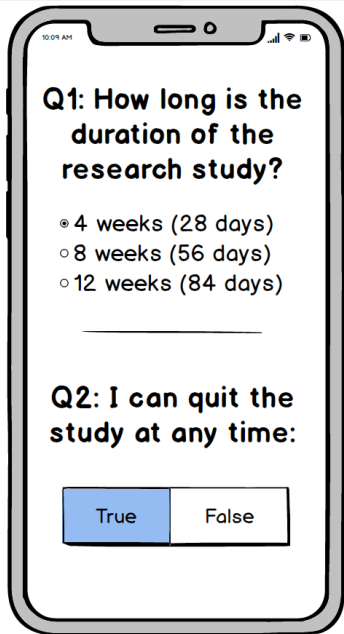 10:09 AM
Q1: How long is the
duration of the
research study?
4 weeks (28 days)
8 weeks (56 days)
12 weeks (84 days)
Q2: I can quit the
study at any time:
True False